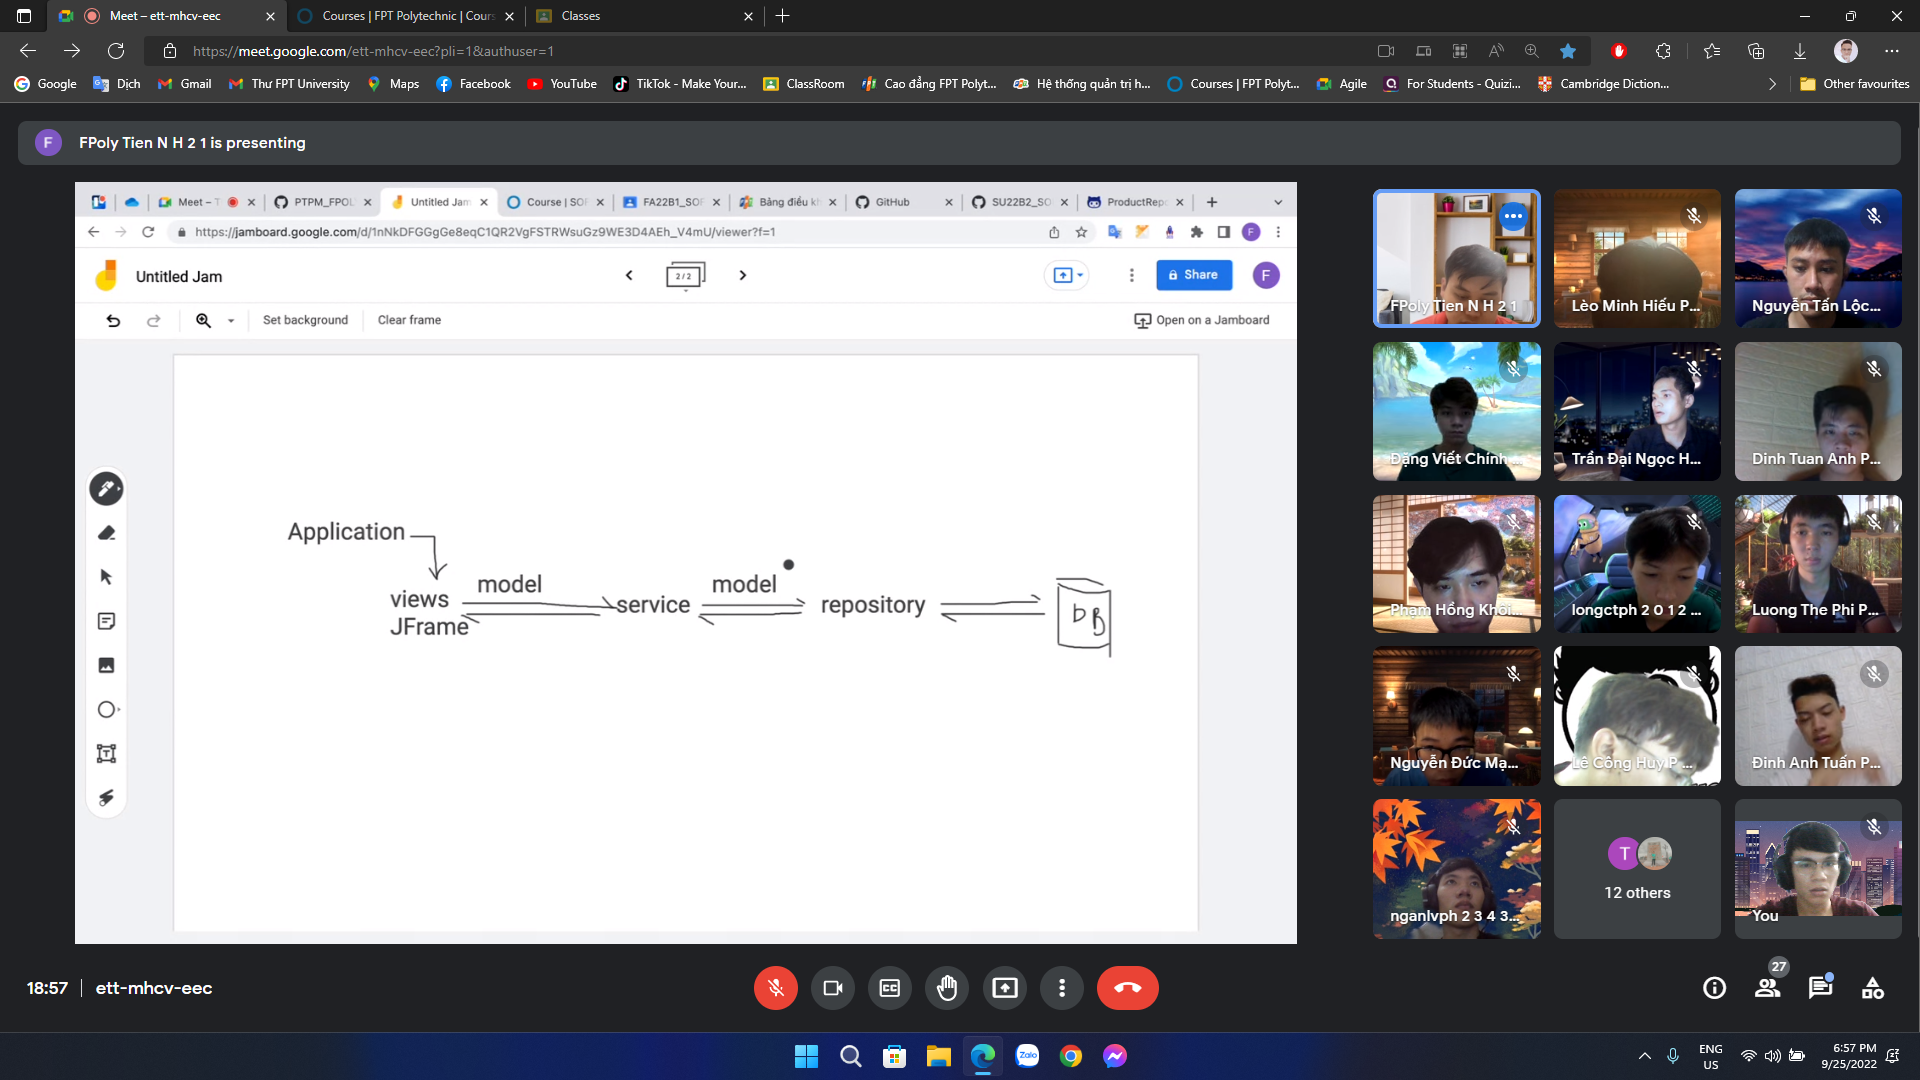 Meet – ett-mhcv-eec
Courses | FPT Polytechnic | Cour
Classes
https://meet.google.com/ett-mhcv-eec?pli=1&authuser=1
Google
Dịch
Gmail
Thư FPT University
Maps
Facebook
YouTube
TikTok - Make Your...
ClassRoom
Cao đẳng FPT Polyt...
Hệ thống quản trị h...
Courses | FPT Polyt...
Agile
For Students - Quizi...
Cambridge Diction...
Other favourites
F
FPoly Tien N H 2 1 is presenting
Meet – T
PTPM_FPOL
Untitled Jam
Course | SOF
FA22B1_SOF
Bảng điều kh
GitHub
SU22B2_SO
ProductRepo
https://jamboard.google.com/d/1nNkDFGGgGe8eqC1QR2VgFSTRWsuGz9WE3D4AEh_V4mU/viewer?f=1
F
Untitled Jam
2 / 2
Share
F
Set background
Clear frame
Open on a Jamboard
Application
views
JFrame
model
service
model
repository
DB
FPoly Tien N H 2 1
Lèo Minh Hiếu P...
Nguyễn Tấn Lộc...
Đặng Viết Chính ...
Trần Đại Ngọc H...
Dinh Tuan Anh P...
Phạm Hồng Khôi...
longctph 2 0 1 2 ...
Luong The Phi P...
Nguyễn Đức Mạ...
Lê Công Huy P ...
Đinh Anh Tuấn P...
nganlvph 2 3 4 3...
T
12 others
You
18:57
ett-mhcv-eec
CC
27
Zalo
ENG
US
6:57 PM
9/25/2022